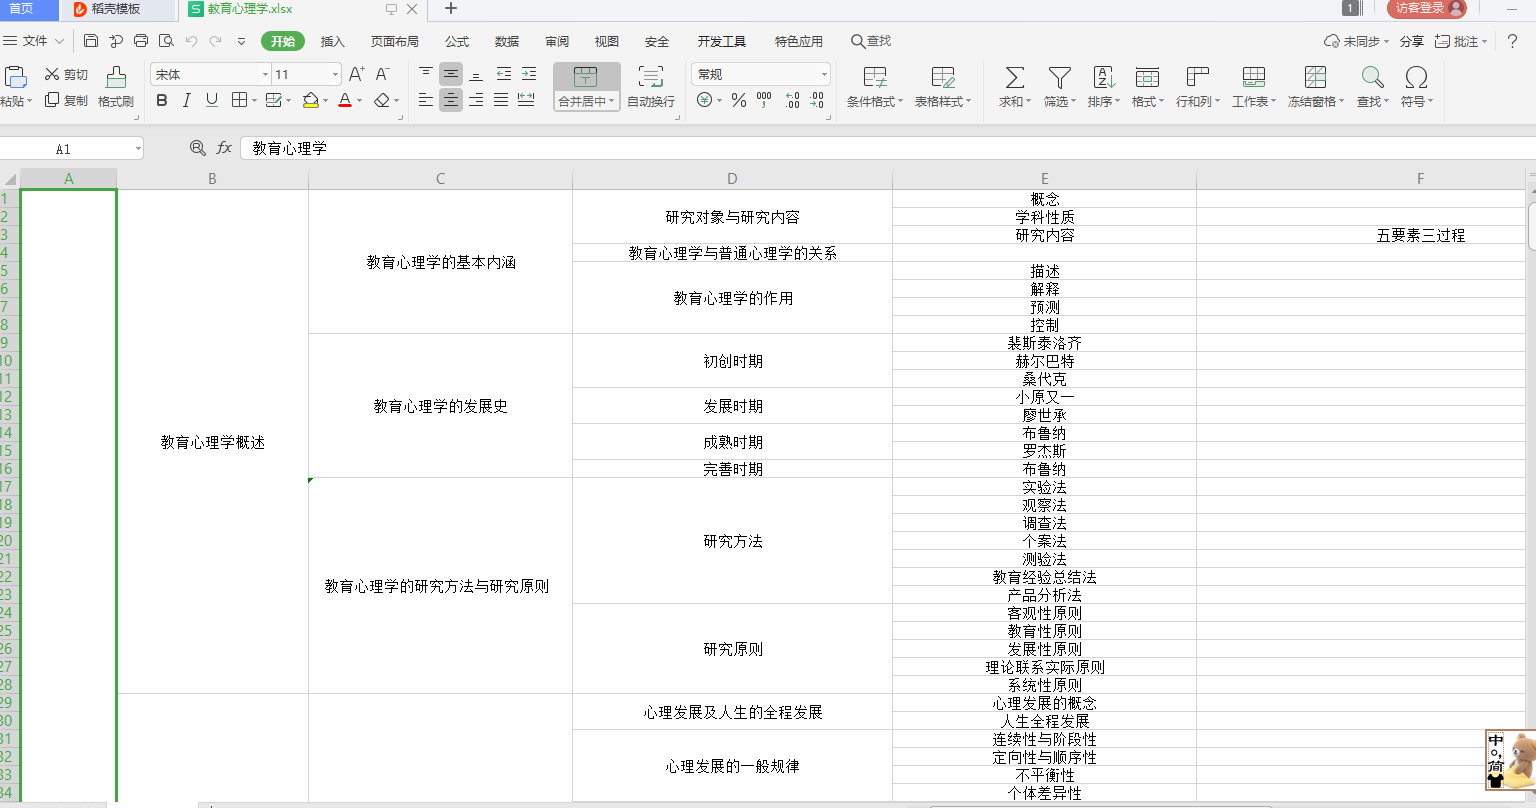 首页 稻壳模板 S 教育心理学.xlsx + 1 访客登录
文件 开始 插入 页面布局 公式 数据 审阅 视图 安全 开发工具 特色应用 查找 未同步 分享 批注 ?
粘贴 剪切 复制 格式刷
宋体 11 A+ A-
B I U A
合并居中 自动换行
常规
¥ % 000
条件格式 表格样式 求和 筛选 排序 格式 行和列 工作表 冻结窗格 查找 符号
A1 fx 教育心理学
A B C D E F
1 概念
2 研究对象与研究内容 学科性质
3 研究内容 五要素三过程
4 教育心理学与普通心理学的关系
教育心理学的基本内涵
5 描述
6 解释
教育心理学的作用
7 预测
8 控制
9 裴斯泰洛齐
10 初创时期 赫尔巴特
11 桑代克
12 小原又一
教育心理学的发展史 发展时期
13 廖世承
14 布鲁纳
教育心理学概述 成熟时期
15 罗杰斯
16 完善时期 布鲁纳
17 实验法
18 观察法
19 调查法
20 研究方法 个案法
21 测验法
22 教育经验总结法
教育心理学的研究方法与研究原则
23 产品分析法
24 客观性原则
25 教育性原则
26 研究原则 发展性原则
27 理论联系实际原则
28 系统性原则
29 心理发展的概念
心理发展及人生的全程发展
30 人生全程发展
31 连续性与阶段性
32 定向性与顺序性
心理发展的一般规律
33 不平衡性
34 个体差异性
中
简